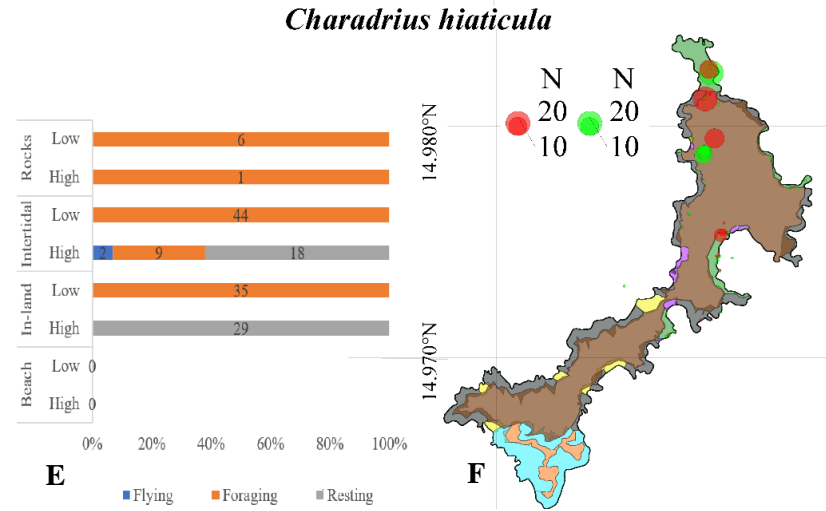 Charadrius hiaticula
Rocks
Low 6
High 1
Intertidal
Low 44
High 2 9 18
In-land
Low 35
High 29
Beach
Low 0
High 0
0% 20% 40% 60% 80% 100%
E
Flying Foraging Resting
N N
20 20
10 10
14.980°N
14.970°N
F